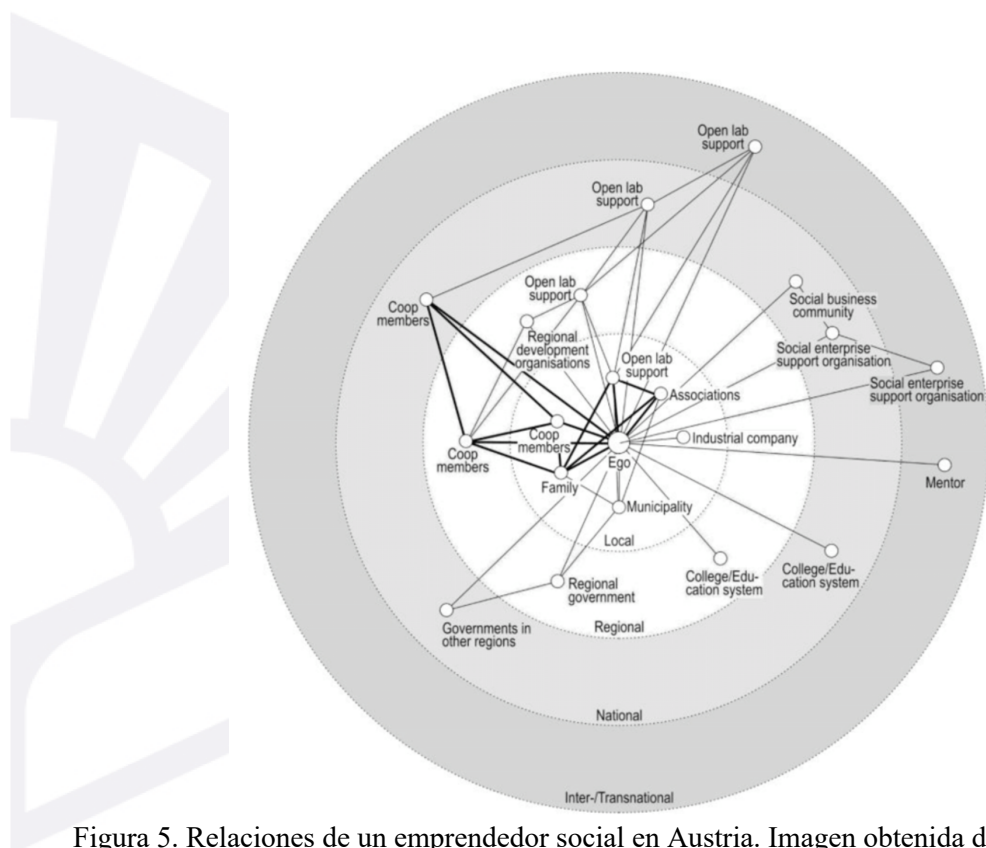 Open lab
support
Open lab
support
Open lab
support
Coop
members
Social business
community
Regional
development
organisations
Social enterprise
support organisation
Open lab
support
Social enterprise
support organisation
Associations
Coop
members
Industrial company
Coop
members
Ego
Family
Mentor
Municipality
Local
College/Edu-
cation system
College/Edu-
cation system
Regional
government
Governments in
other regions
Regional
National
Inter-/Transnational
Figura 5. Relaciones de un emprendedor social en Austria. Imagen obtenida d